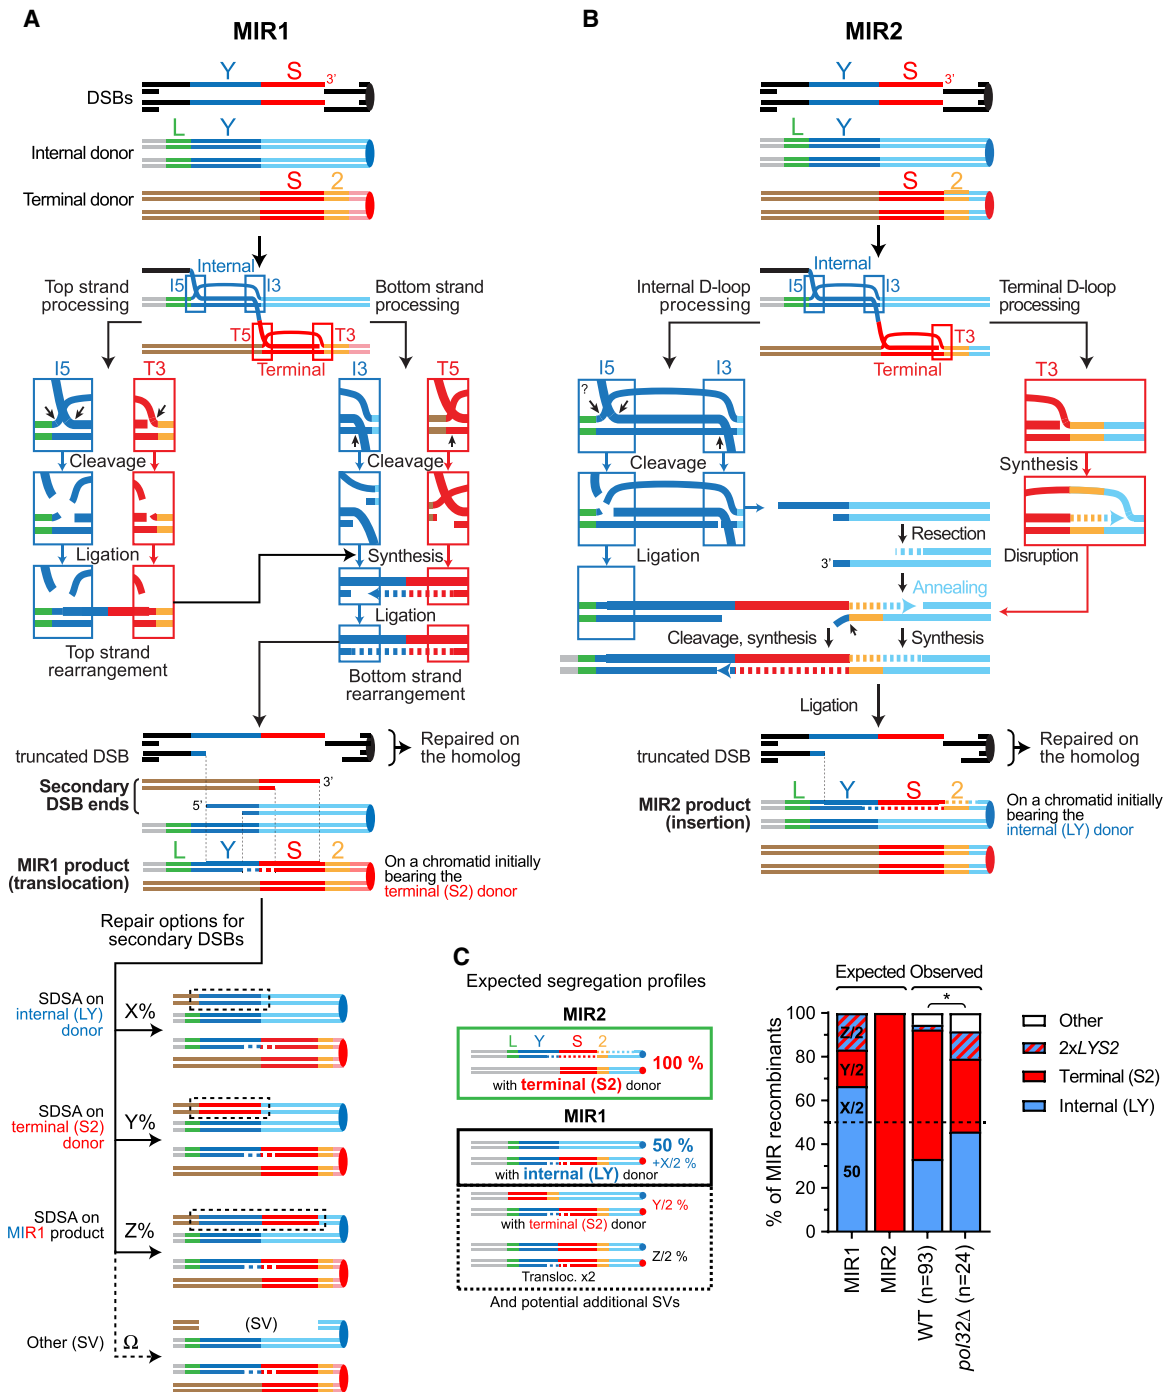 A
MIR1
Y
S
3'
DSBs
L
Y
Internal donor
S
2
Terminal donor
Internal
I5
I3
Top strand
processing
Bottom strand
processing
T5
T3
Terminal
I5
T3
I3
T5
Cleavage
Cleavage
Ligation
Synthesis
Ligation
Top strand
rearrangement
Bottom strand
rearrangement
truncated DSB
Repaired on
the homolog
Secondary
DSB ends
3'
5'
L
Y
S
2
MIR1 product
(translocation)
On a chromatid initially
bearing the
terminal (S2) donor
Repair options for
secondary DSBs
SDSA on
internal (LY)
donor
X%
SDSA on
terminal (S2)
donor
Y%
SDSA on
MIR1 product
Z%
Other (SV)
Ω
(SV)
B
MIR2
Y
S
3'
DSBs
L
Y
S
2
Internal
I5
I3
Internal D-loop
processing
Terminal D-loop
processing
T3
Terminal
I5
I3
T3
?
Cleavage
Synthesis
Ligation
Resection
3'
Disruption
Annealing
Cleavage, synthesis
Synthesis
Ligation
truncated DSB
Repaired on
the homolog
L
Y
S
2
MIR2 product
(insertion)
On a chromatid initially
bearing the
internal (LY) donor
C
Expected segregation profiles
MIR2
L
Y
S
2
100 %
with terminal (S2) donor
MIR1
50 %
+X/2 %
with internal (LY) donor
Y/2 %
with terminal (S2) donor
Z/2 %
Transloc. x2
And potential additional SVs
Expected
Observed
*
% of MIR recombinants
100
80
60
40
20
0
Z/2
Y/2
X/2
50
MIR1
MIR2
WT (n=93)
pol32Δ (n=24)
Other
2xLYS2
Terminal (S2)
Internal (LY)